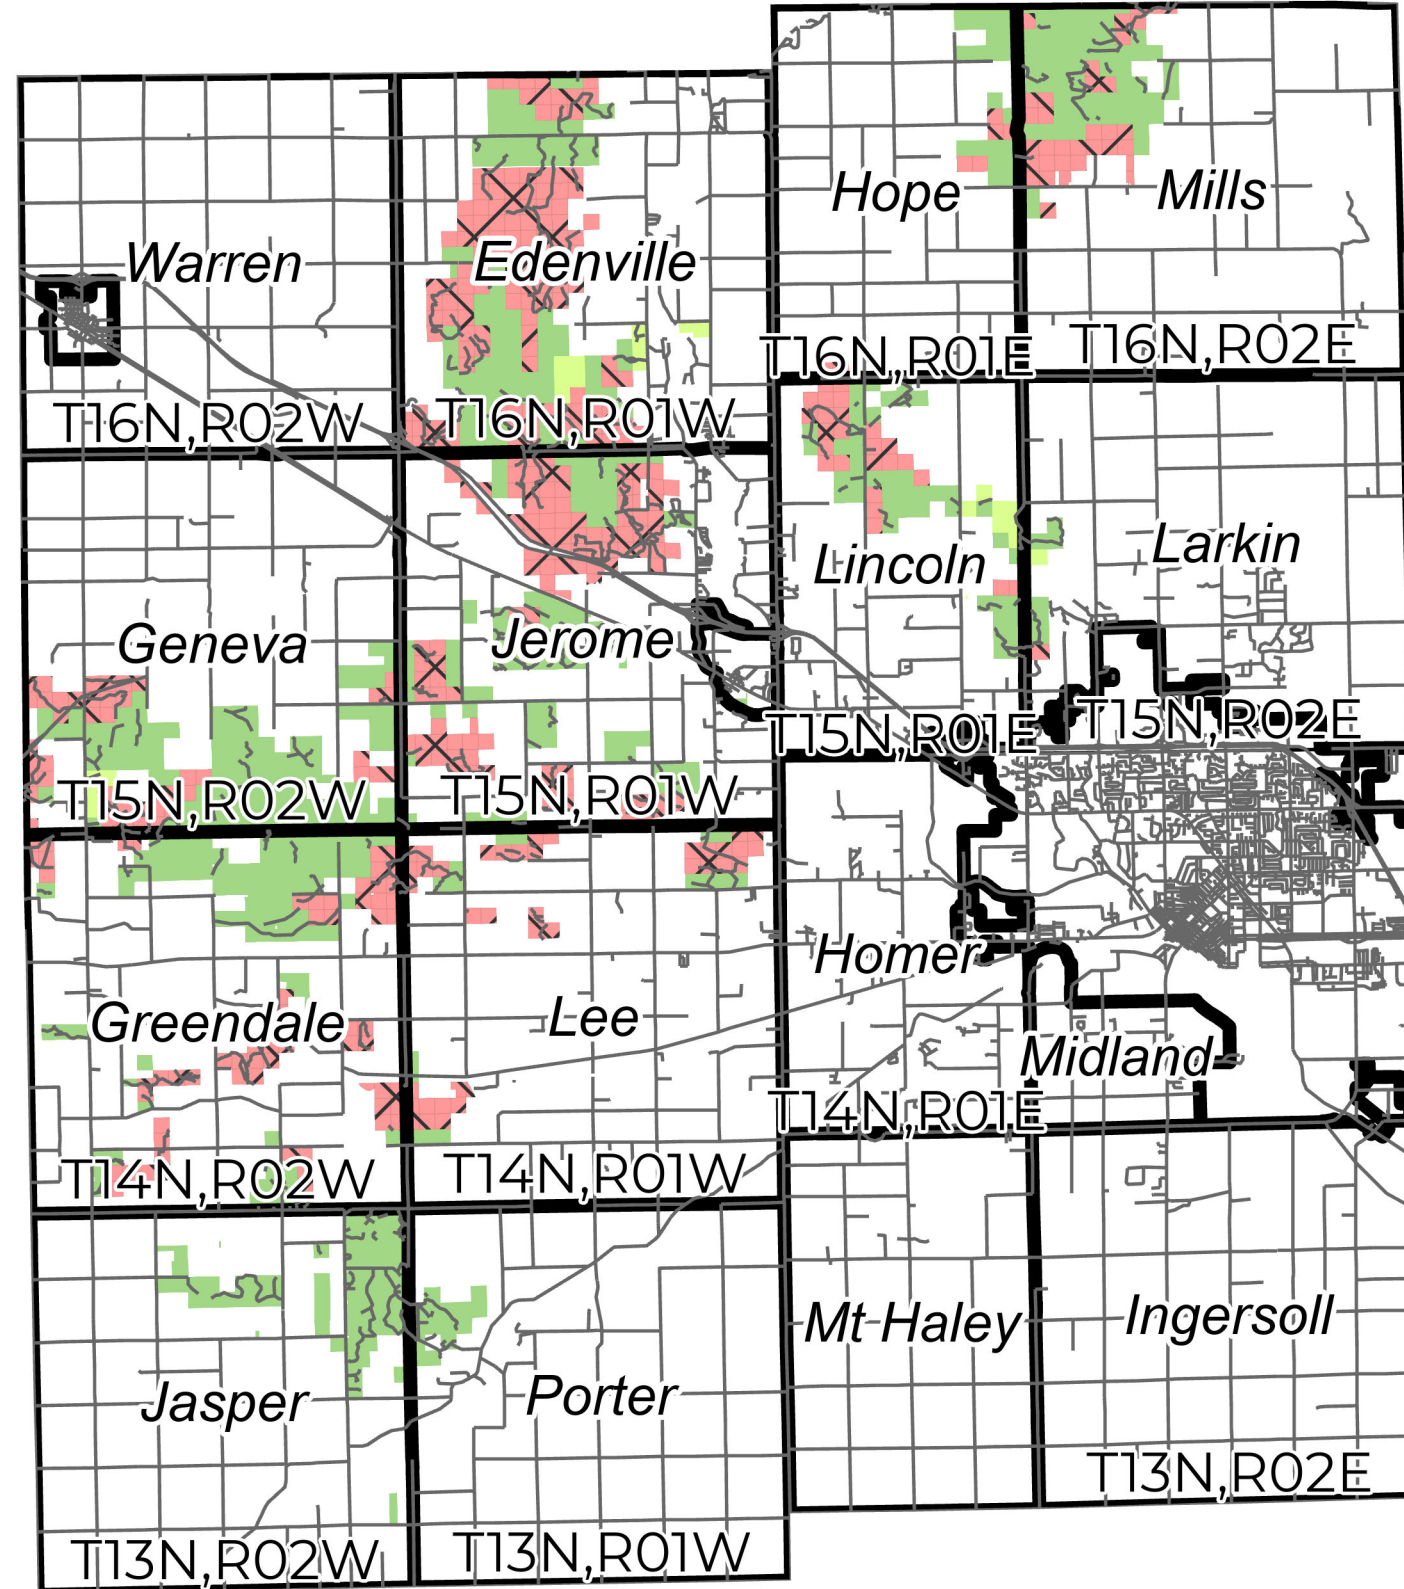 Hope
Mills
Warren
Edenville
T16N,R01E
T16N,R02E
T16N,R02W
T16N,R01W
Lincoln
Larkin
Geneva
Jerome
T15N,R01E
T15N,R02E
T15N,R02W
T15N,R01W
Homer
Greendale
Lee
Midland
T14N,R01E
T14N,R02W
T14N,R01W
Mt Haley
Ingersoll
Jasper
Porter
T13N,R02E
T13N,R02W
T13N,R01W